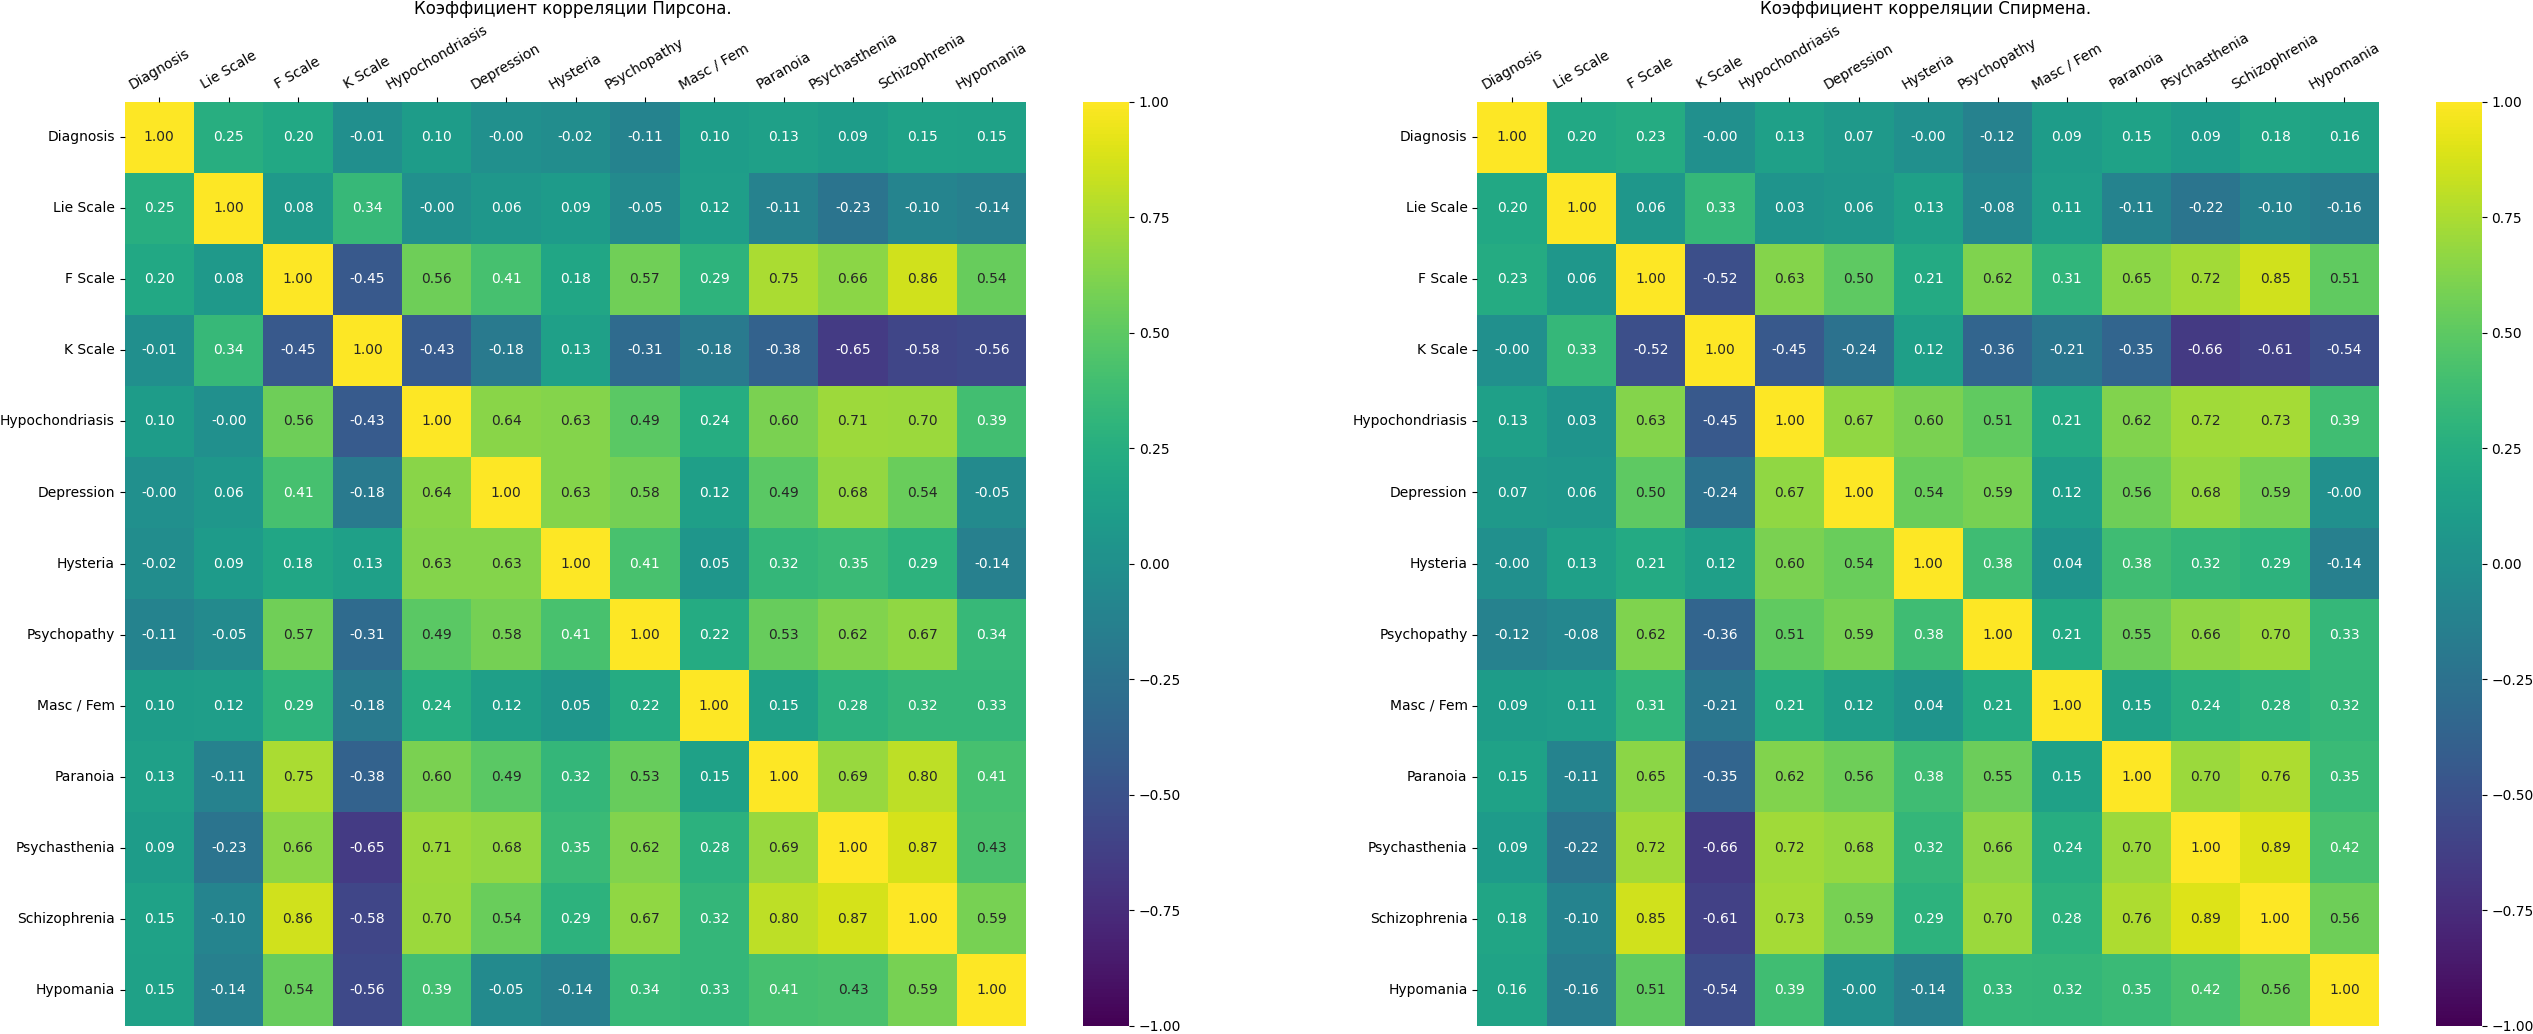 Коэффициент корреляции Пирсона.
Diagnosis Lie Scale F Scale K Scale Hypochondriasis Depression Hysteria Psychopathy Masc / Fem Paranoia Psychasthenia Schizophrenia Hypomania
Diagnosis 1.00 0.25 0.20 -0.01 0.10 -0.00 -0.02 -0.11 0.10 0.13 0.09 0.15 0.15
Lie Scale 0.25 1.00 0.08 0.34 -0.00 0.06 0.09 -0.05 0.12 -0.11 -0.23 -0.10 -0.14
F Scale 0.20 0.08 1.00 -0.45 0.56 0.41 0.18 0.57 0.29 0.75 0.66 0.86 0.54
K Scale -0.01 0.34 -0.45 1.00 -0.43 -0.18 0.13 -0.31 -0.18 -0.38 -0.65 -0.58 -0.56
Hypochondriasis 0.10 -0.00 0.56 -0.43 1.00 0.64 0.63 0.49 0.24 0.60 0.71 0.70 0.39
Depression -0.00 0.06 0.41 -0.18 0.64 1.00 0.63 0.58 0.12 0.49 0.68 0.54 -0.05
Hysteria -0.02 0.09 0.18 0.13 0.63 0.63 1.00 0.41 0.05 0.32 0.35 0.29 -0.14
Psychopathy -0.11 -0.05 0.57 -0.31 0.49 0.58 0.41 1.00 0.22 0.53 0.62 0.67 0.34
Masc / Fem 0.10 0.12 0.29 -0.18 0.24 0.12 0.05 0.22 1.00 0.15 0.28 0.32 0.33
Paranoia 0.13 -0.11 0.75 -0.38 0.60 0.49 0.32 0.53 0.15 1.00 0.69 0.80 0.41
Psychasthenia 0.09 -0.23 0.66 -0.65 0.71 0.68 0.35 0.62 0.28 0.69 1.00 0.87 0.43
Schizophrenia 0.15 -0.10 0.86 -0.58 0.70 0.54 0.29 0.67 0.32 0.80 0.87 1.00 0.59
Hypomania 0.15 -0.14 0.54 -0.56 0.39 -0.05 -0.14 0.34 0.33 0.41 0.43 0.59 1.00
1.00
0.75
0.50
0.25
0.00
−0.25
−0.50
−0.75
−1.00
Коэффициент корреляции Спирмена.
Diagnosis Lie Scale F Scale K Scale Hypochondriasis Depression Hysteria Psychopathy Masc / Fem Paranoia Psychasthenia Schizophrenia Hypomania
Diagnosis 1.00 0.20 0.23 -0.00 0.13 0.07 -0.00 -0.12 0.09 0.15 0.09 0.18 0.16
Lie Scale 0.20 1.00 0.06 0.33 0.03 0.06 0.13 -0.08 0.11 -0.11 -0.22 -0.10 -0.16
F Scale 0.23 0.06 1.00 -0.52 0.63 0.50 0.21 0.62 0.31 0.65 0.72 0.85 0.51
K Scale -0.00 0.33 -0.52 1.00 -0.45 -0.24 0.12 -0.36 -0.21 -0.35 -0.66 -0.61 -0.54
Hypochondriasis 0.13 0.03 0.63 -0.45 1.00 0.67 0.60 0.51 0.21 0.62 0.72 0.73 0.39
Depression 0.07 0.06 0.50 -0.24 0.67 1.00 0.54 0.59 0.12 0.56 0.68 0.59 -0.00
Hysteria -0.00 0.13 0.21 0.12 0.60 0.54 1.00 0.38 0.04 0.38 0.32 0.29 -0.14
Psychopathy -0.12 -0.08 0.62 -0.36 0.51 0.59 0.38 1.00 0.21 0.55 0.66 0.70 0.33
Masc / Fem 0.09 0.11 0.31 -0.21 0.21 0.12 0.04 0.21 1.00 0.15 0.24 0.28 0.32
Paranoia 0.15 -0.11 0.65 -0.35 0.62 0.56 0.38 0.55 0.15 1.00 0.70 0.76 0.35
Psychasthenia 0.09 -0.22 0.72 -0.66 0.72 0.68 0.32 0.66 0.24 0.70 1.00 0.89 0.42
Schizophrenia 0.18 -0.10 0.85 -0.61 0.73 0.59 0.29 0.70 0.28 0.76 0.89 1.00 0.56
Hypomania 0.16 -0.16 0.51 -0.54 0.39 -0.00 -0.14 0.33 0.32 0.35 0.42 0.56 1.00
1.00
0.75
0.50
0.25
0.00
−0.25
−0.50
−0.75
−1.00